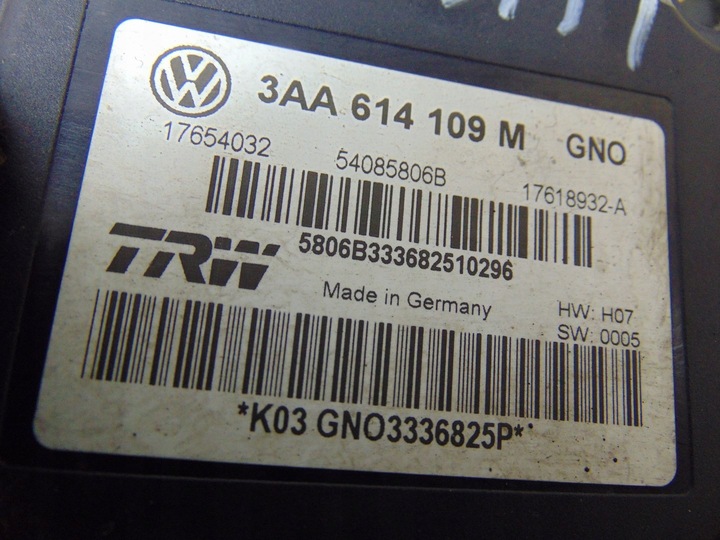 3AA 614 109 M GNO
17654032 54085806B 17618932-A
5806B333682510296
TRW
Made in Germany HW: H07
SW: 0005
*K03 GNO3336825P*